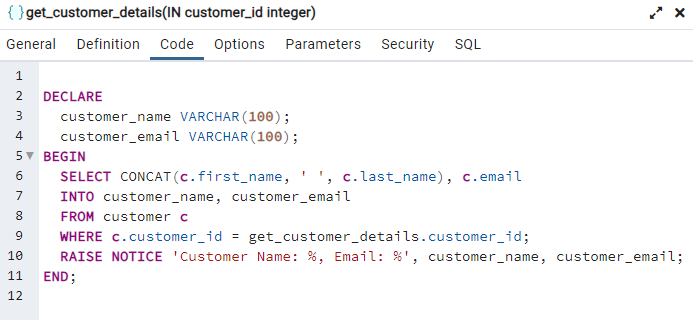 {}get_customer_details(IN customer_id integer)
General Definition Code Options Parameters Security SQL
1
2 DECLARE
3   customer_name VARCHAR(100);
4   customer_email VARCHAR(100);
5 BEGIN
6   SELECT CONCAT(c.first_name, ' ', c.last_name), c.email
7   INTO customer_name, customer_email
8   FROM customer c
9   WHERE c.customer_id = get_customer_details.customer_id;
10   RAISE NOTICE 'Customer Name: %, Email: %', customer_name, customer_email;
11 END;
12